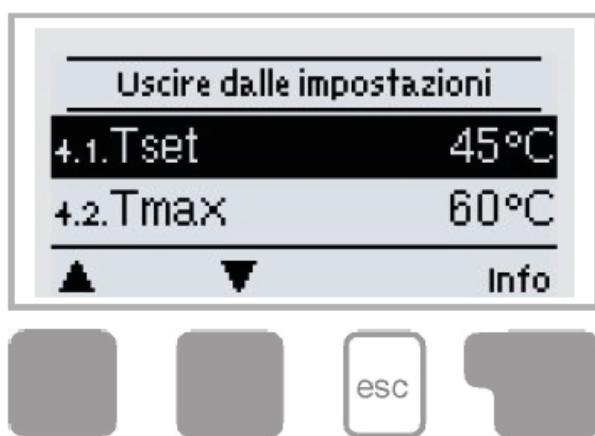 Uscire dalle impostazioni
4.1.Tset 45°C
4.2.Tmax 60°C
▲ ▼ Info
esc